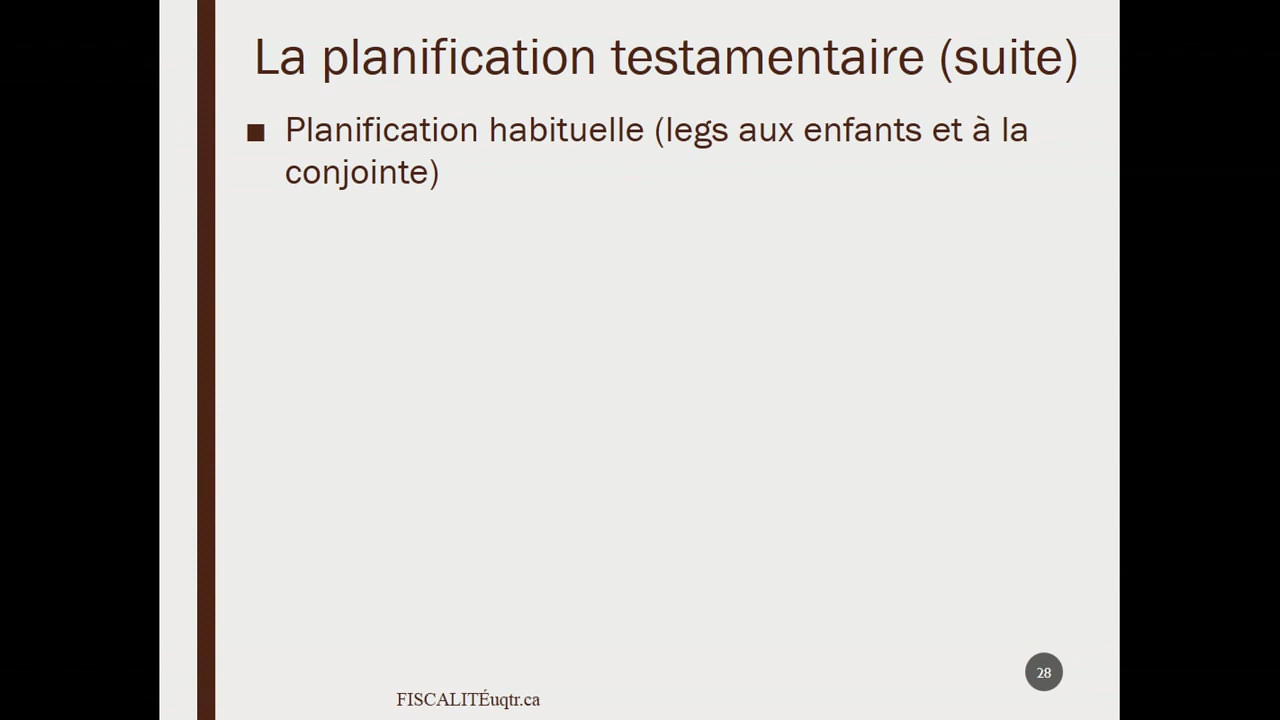 La planification testamentaire (suite)
■ Planification habituelle (legs aux enfants et à la
conjointe)
28
FISCALITÉuqtr.ca